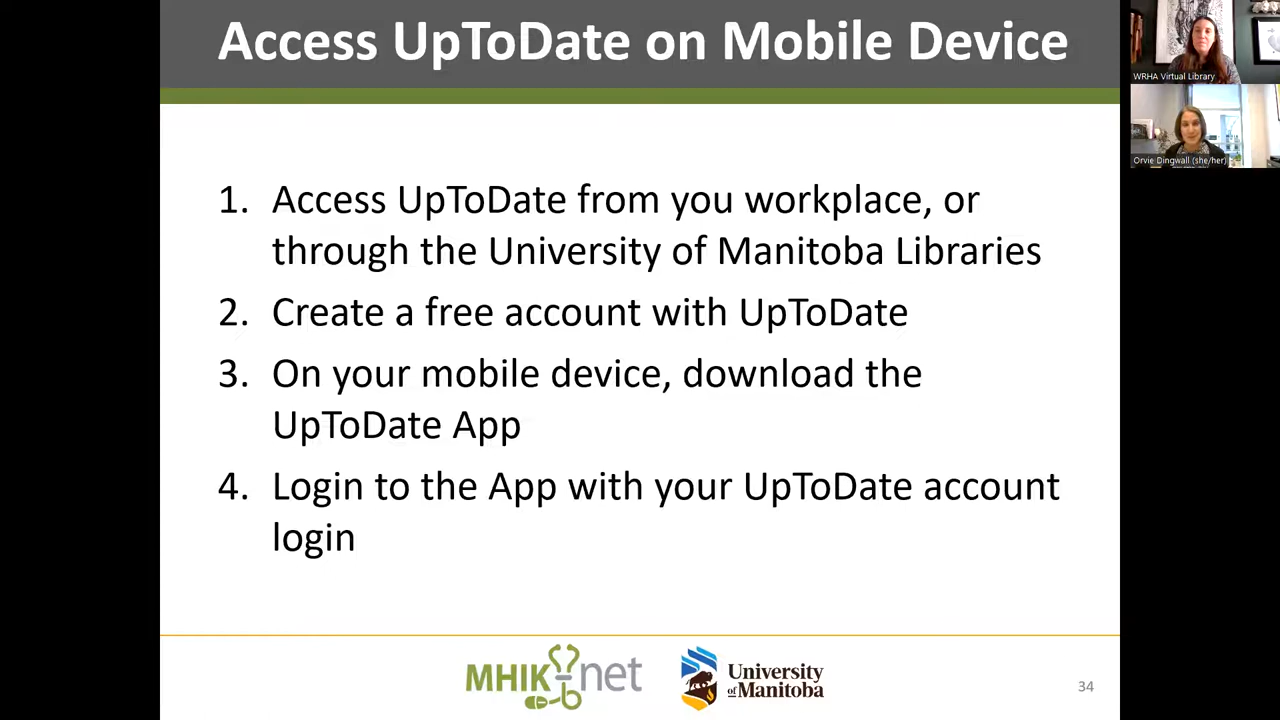 Access UpToDate on Mobile Device
WRHA Virtual Library
Orvie Dingwall (she/her)
1. Access UpToDate from you workplace, or
through the University of Manitoba Libraries
2. Create a free account with UpToDate
3. On your mobile device, download the
UpToDate App
4. Login to the App with your UpToDate account
login
MHIK-net
University
of Manitoba
34